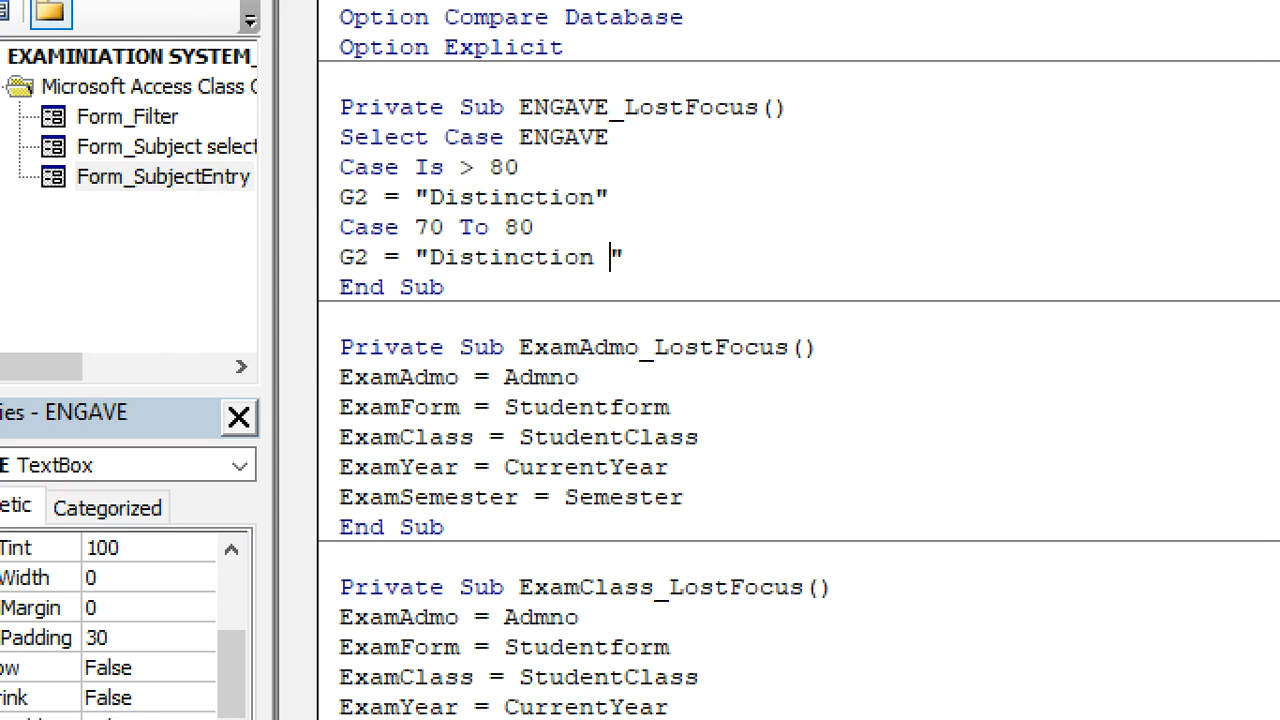 EXAMINIATION SYSTEM_
Microsoft Access Class
Form_Filter
Form_Subject select
Form_SubjectEntry
ies - ENGAVE
E TextBox
etic Categorized
Tint 100
Width 0
Margin 0
Padding 30
ow False
rink False
Option Compare Database
Option Explicit
Private Sub ENGAVE_LostFocus()
Select Case ENGAVE
Case Is > 80
G2 = "Distinction"
Case 70 To 80
G2 = "Distinction "
End Sub
Private Sub ExamAdmo_LostFocus()
ExamAdmo = Admno
ExamForm = Studentform
ExamClass = StudentClass
ExamYear = CurrentYear
ExamSemester = Semester
End Sub
Private Sub ExamClass_LostFocus()
ExamAdmo = Admno
ExamForm = Studentform
ExamClass = StudentClass
ExamYear = CurrentYear